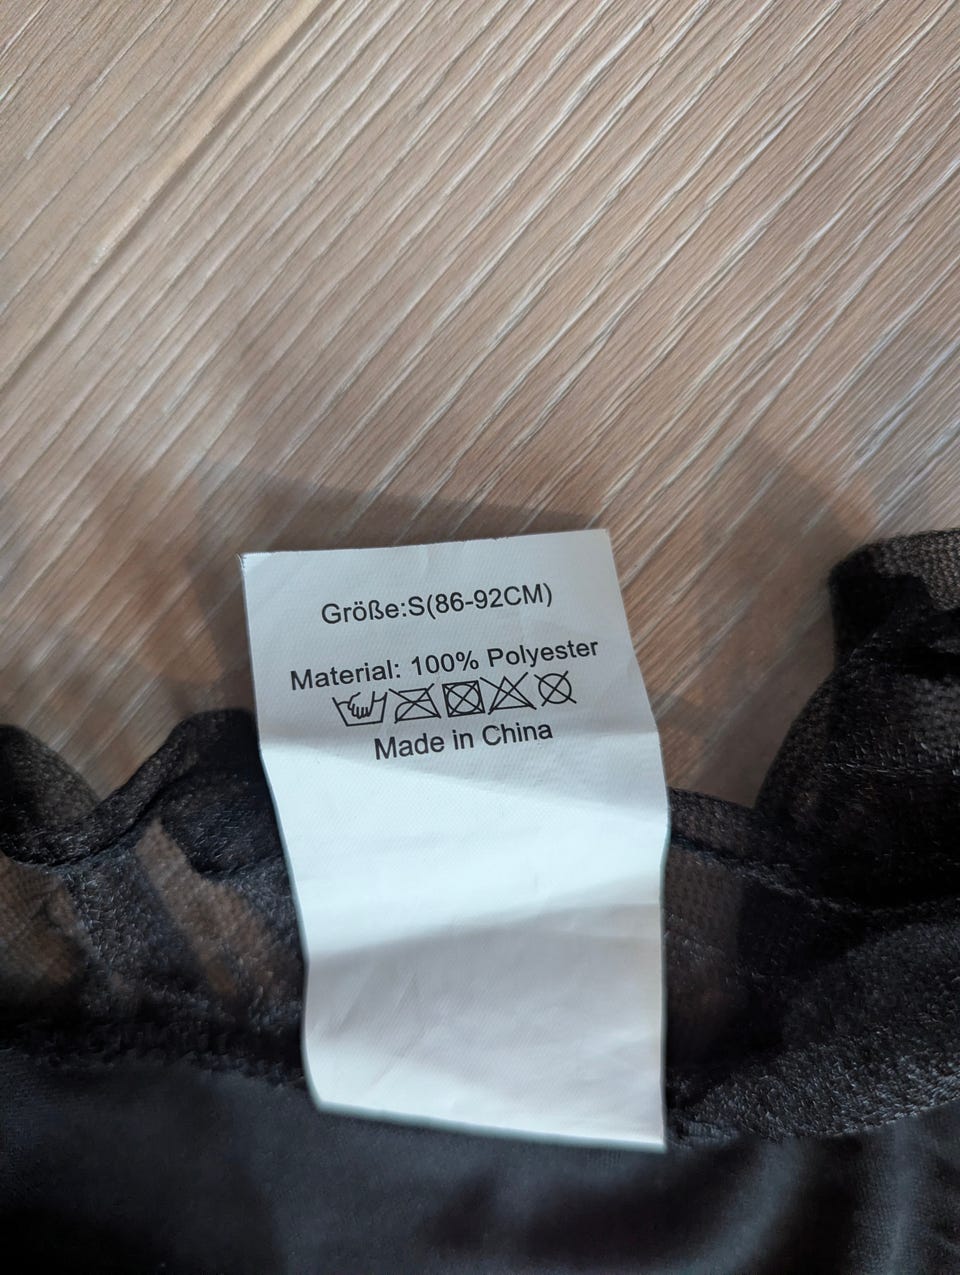 Größe:S(86-92CM)
Material: 100% Polyester
Made in China